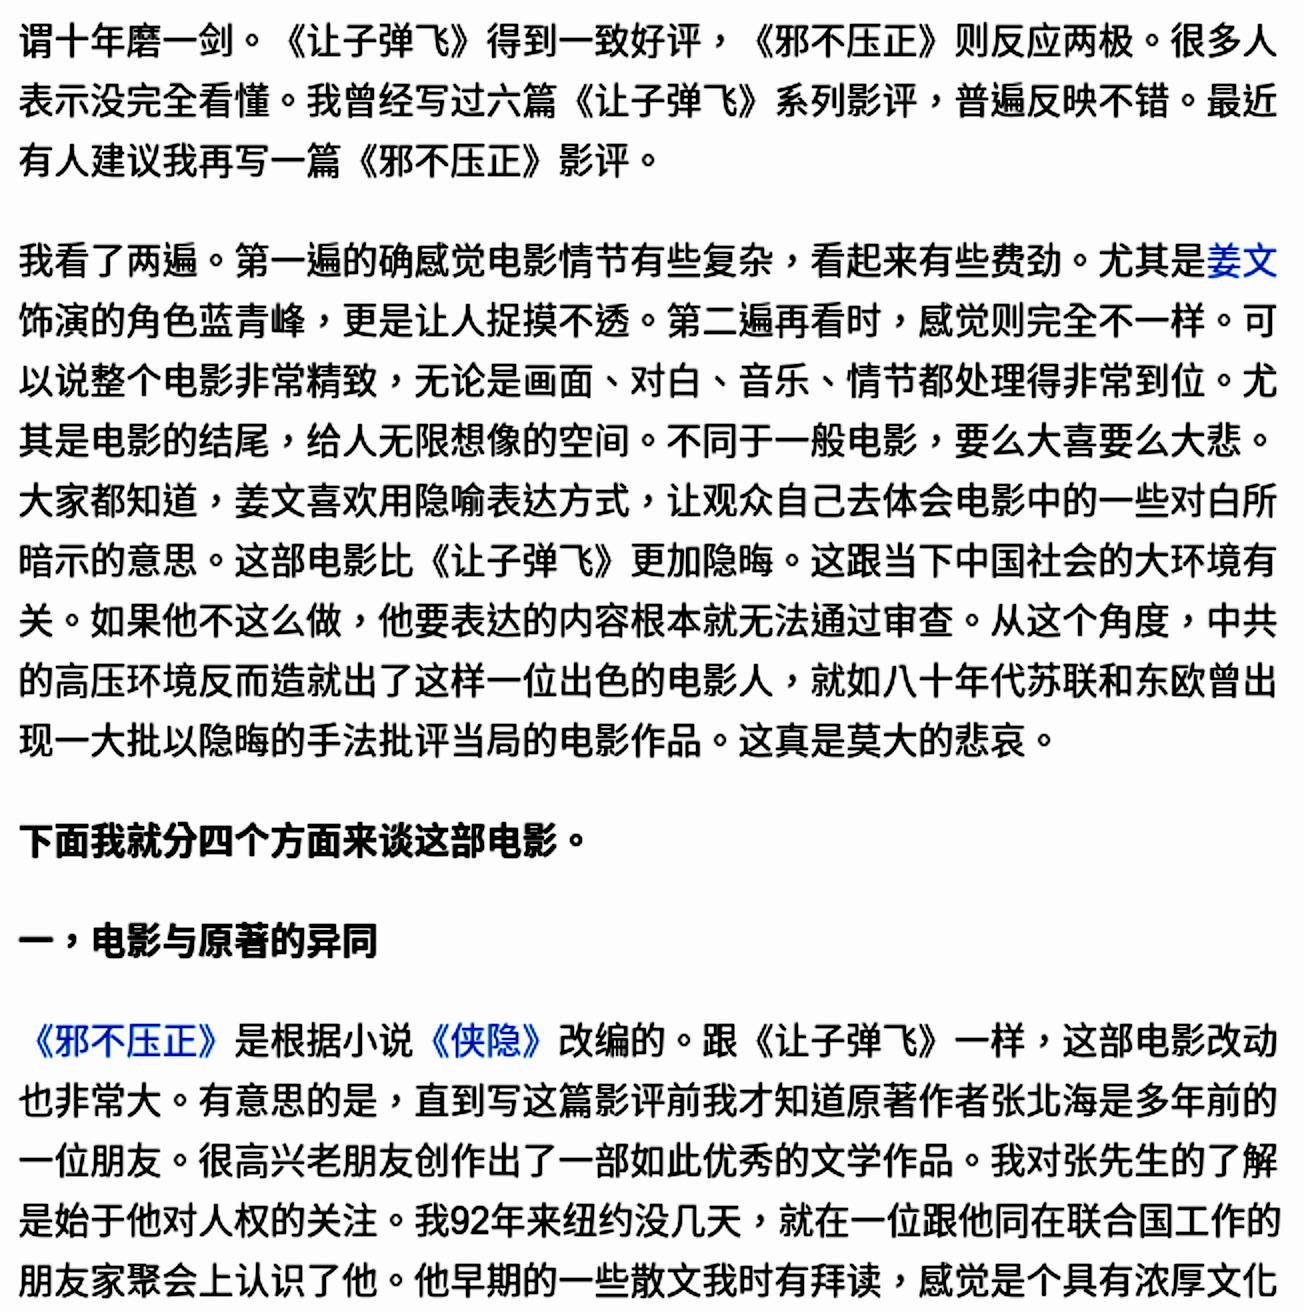 谓十年磨一剑。《让子弹飞》得到一致好评，《邪不压正》则反应两极。很多人
表示没完全看懂。我曾经写过六篇《让子弹飞》系列影评，普遍反映不错。最近
有人建议我再写一篇《邪不压正》影评。
我看了两遍。第一遍的确感觉电影情节有些复杂，看起来有些费劲。尤其是姜文
饰演的角色蓝青峰，更是让人捉摸不透。第二遍再看时，感觉则完全不一样。可
以说整个电影非常精致，无论是画面、对白、音乐、情节都处理得非常到位。尤
其是电影的结尾，给人无限想像的空间。不同于一般电影，要么大喜要么大悲。
大家都知道，姜文喜欢用隐喻表达方式，让观众自己去体会电影中的一些对白所
暗示的意思。这部电影比《让子弹飞》更加隐晦。这跟当下中国社会的大环境有
关。如果他不这么做，他要表达的内容根本就无法通过审查。从这个角度，中共
的高压环境反而造就出了这样一位出色的电影人，就如八十年代苏联和东欧曾出
现一大批以隐晦的手法批评当局的电影作品。这真是莫大的悲哀。
下面我就分四个方面来谈这部电影。
一，电影与原著的异同
《邪不压正》是根据小说《侠隐》改编的。跟《让子弹飞》一样，这部电影改动
也非常大。有意思的是，直到写这篇影评前我才知道原著作者张北海是多年前的
一位朋友。很高兴老朋友创作出了一部如此优秀的文学作品。我对张先生的了解
是始于他对人权的关注。我92年来纽约没几天，就在一位跟他同在联合国工作的
朋友家聚会上认识了他。他早期的一些散文我时有拜读，感觉是个具有浓厚文化